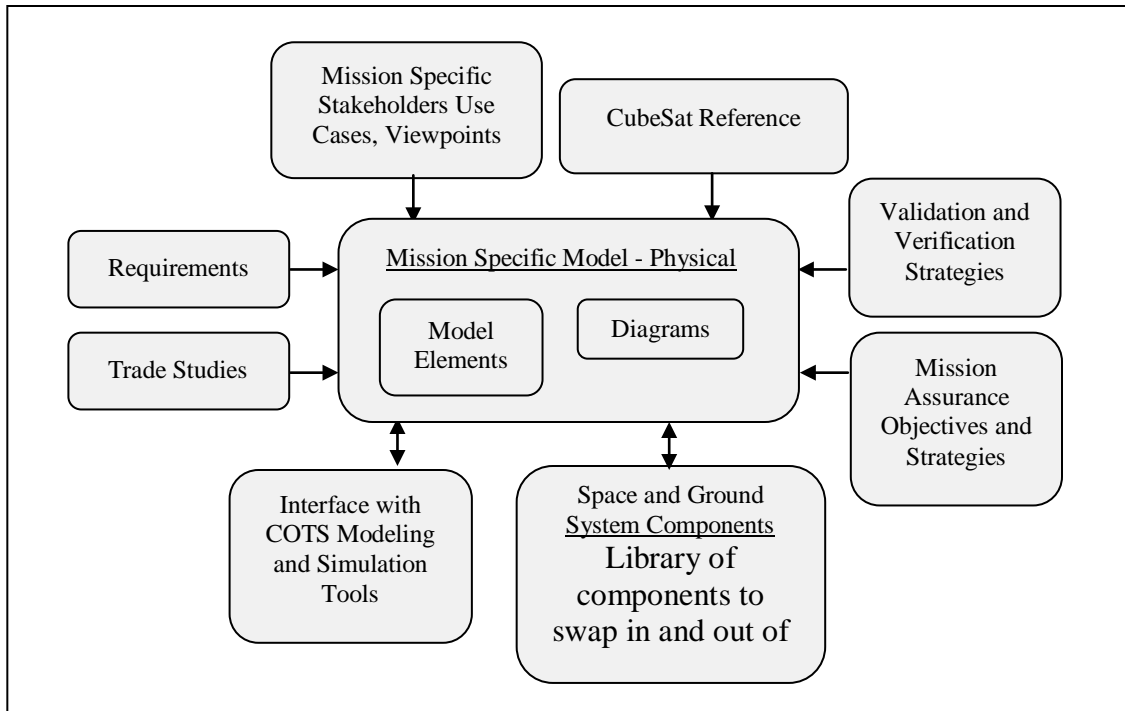 Mission Specific
Stakeholders Use
Cases, Viewpoints
CubeSat Reference
Validation and
Verification
Strategies
Requirements
Mission Specific Model - Physical
Model
Elements
Diagrams
Trade Studies
Mission
Assurance
Objectives and
Strategies
Interface with
COTS Modeling
and Simulation
Tools
Space and Ground
System Components
Library of
components to
swap in and out of